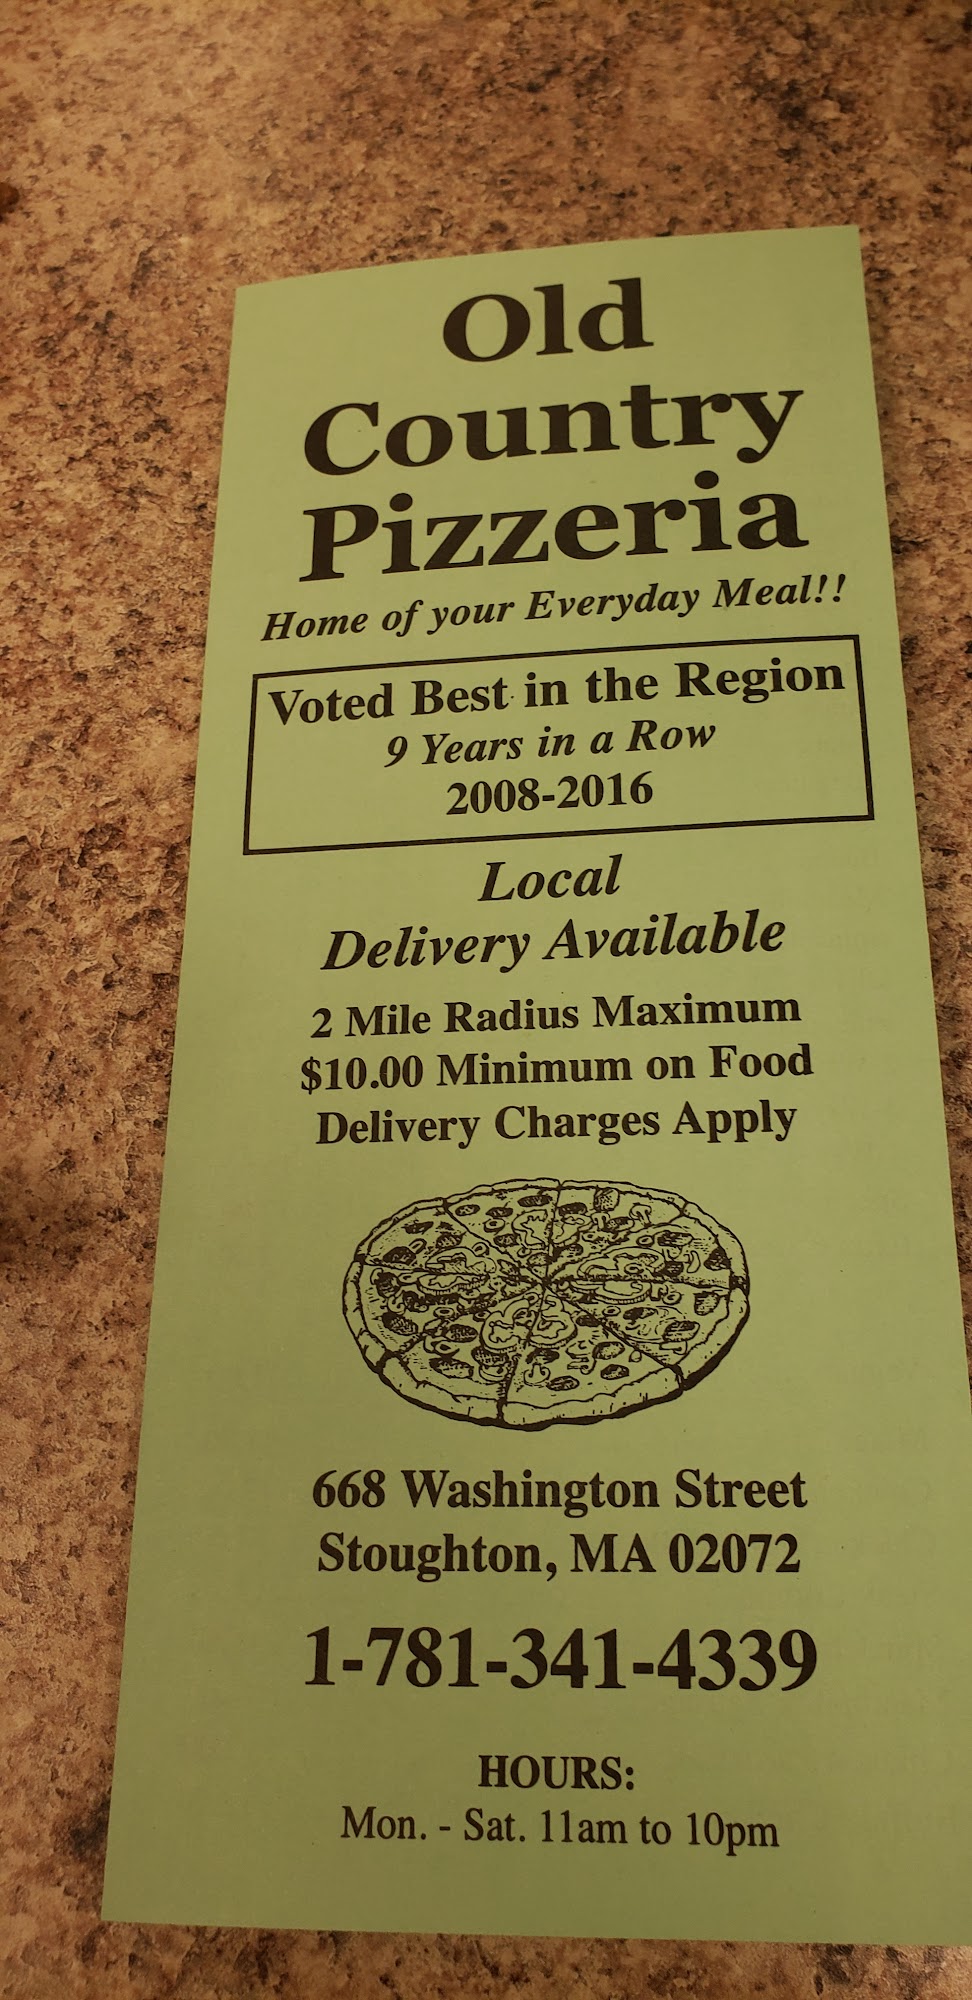 Old
Country
Pizzeria
Home of your Everyday Meal!!
Voted Best in the Region
9 Years in a Row
2008-2016
Local
Delivery Available
2 Mile Radius Maximum
$10.00 Minimum on Food
Delivery Charges Apply
668 Washington Street
Stoughton, MA 02072
1-781-341-4339
HOURS:
Mon. - Sat. 11am to 10pm